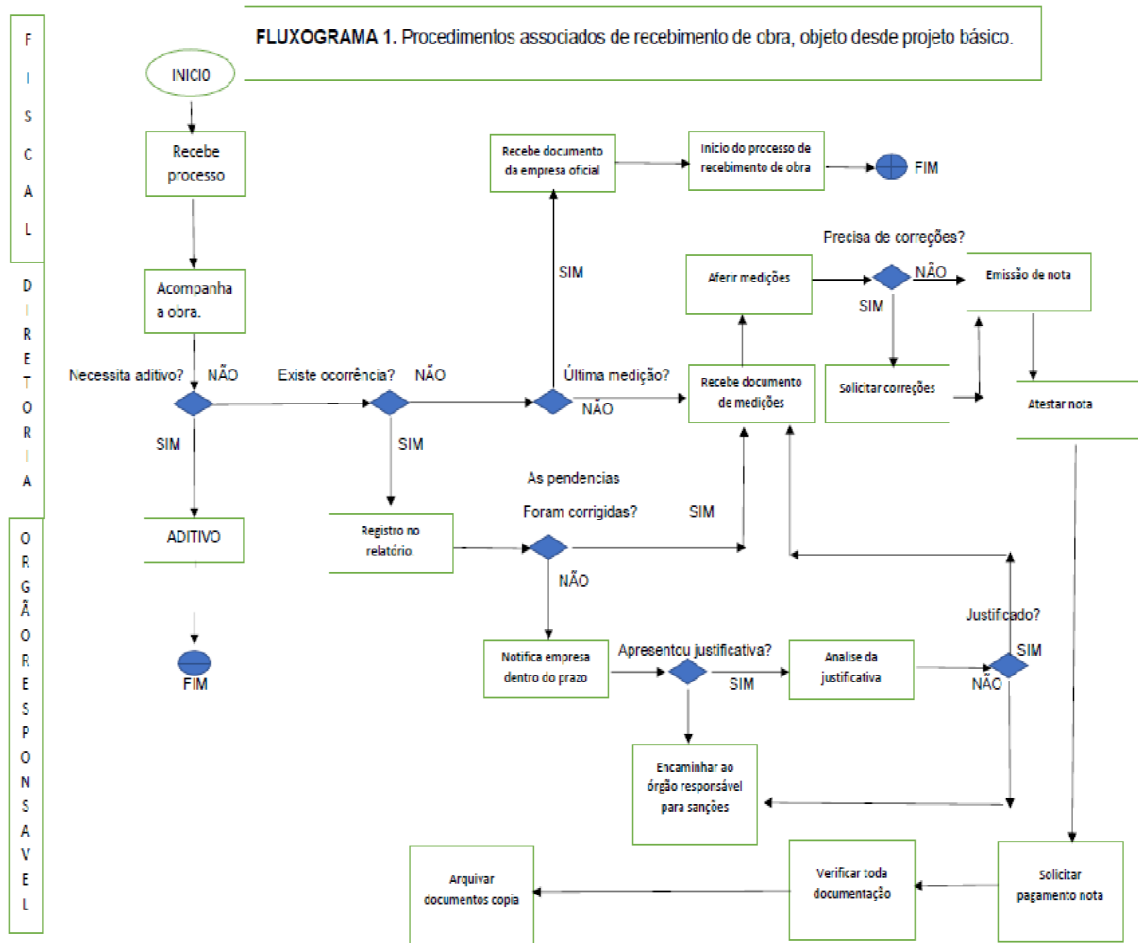 FLUXOGRAMA 1. Procedimentos associados de recebimento de obra, objeto desde projeto básico.
F
I
S
C
A
L
D
I
R
E
T
O
R
I
A
O
R
G
Ã
O
R
E
S
P
O
N
S
A
V
E
L
INICIO
Recebe
processo
Acompanha
a obra.
Necessita aditivo?
NÃO
SIM
ADITIVO
FIM
Existe ocorrência?
NÃO
SIM
Registro no
relatório
Última medição?
SIM
NÃO
Recebe documento
da empresa oficial
Inicio do processo de
recebimento de obra
FIM
Recebe documento
de medições
Aferir medições
Precisa de correções?
NÃO
SIM
Solicitar correções
Emissão de nota
Atestar nota
As pendencias
Foram corrigidas?
SIM
NÃO
Notifica empresa
dentro do prazo
Apresentou justificativa?
SIM
Analise da
justificativa
Justificado?
SIM
NÃO
Encaminhar ao
órgão responsável
para sanções
Solicitar
pagamento nota
Verificar toda
documentação
Arquivar
documentos copia